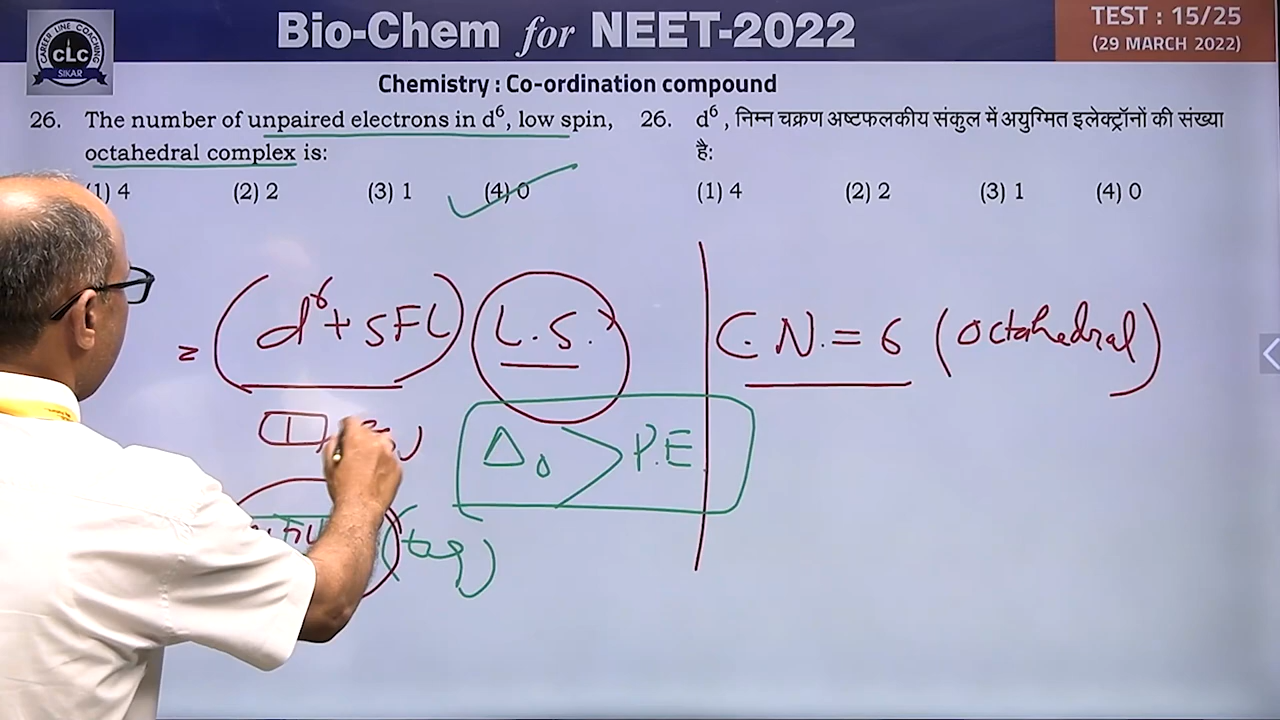 CAREER LINE COACHING
CLC
SIKAR
Bio-Chem for NEET-2022
TEST : 15/25
(29 MARCH 2022)
Chemistry : Co-ordination compound
26. The number of unpaired electrons in d⁶, low spin,
octahedral complex is:
(1) 4 (2) 2 (3) 1 (4) 0
26. d⁶ , निम्न चक्रण अष्टफलकीय संकुल में अयुग्मित इलेक्ट्रॉनों की संख्या
है:
(1) 4 (2) 2 (3) 1 (4) 0
= (d⁶ + SFL) (L.S.)
C.N. = 6 (Octahedral)
Δ₀ > P.E
(t₂g)